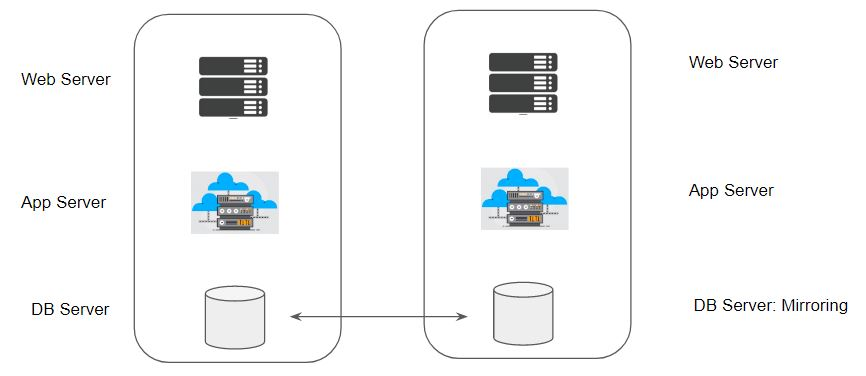 Web Server
Web Server
App Server
App Server
DB Server
DB Server: Mirroring